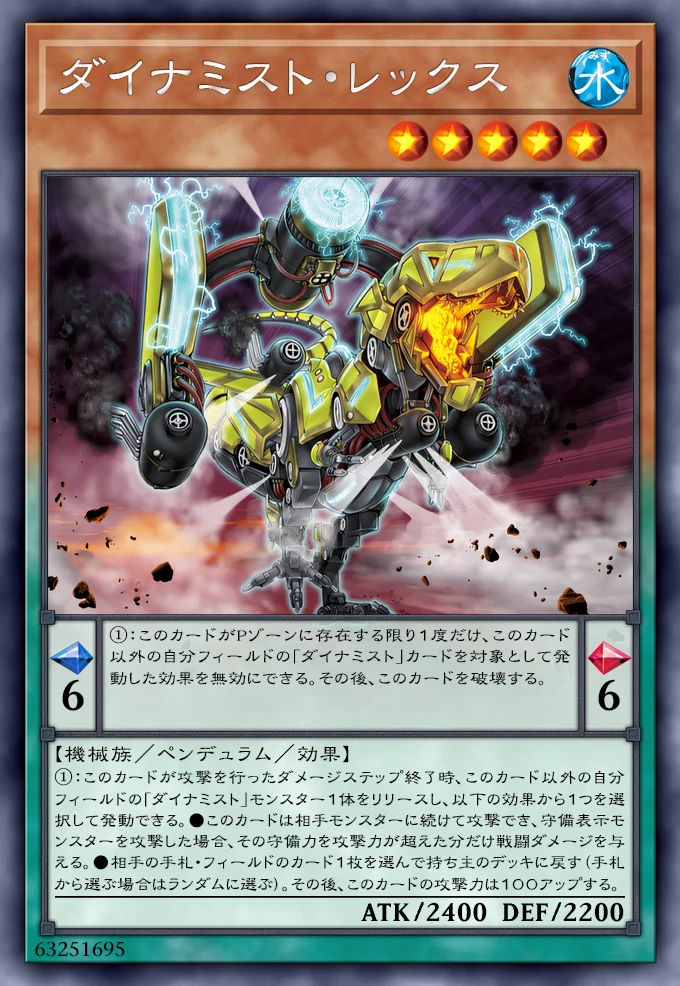 ダイナミスト・レックス
みず
水
①：このカードがPゾーンに存在する限り1度だけ、このカード
以外の自分フィールドの「ダイナミスト」カードを対象として発
動した効果を無効にできる。その後、このカードを破壊する。
6
6
【機械族／ペンデュラム／効果】
①：このカードが攻撃を行ったダメージステップ終了時、このカード以外の自分
フィールドの「ダイナミスト」モンスター1体をリリースし、以下の効果から1つを選
択して発動できる。●このカードは相手モンスターに続けて攻撃でき、守備表示モ
ンスターを攻撃した場合、その守備力を攻撃力が超えた分だけ戦闘ダメージを与
える。●相手の手札・フィールドのカード1枚を選んで持ち主のデッキに戻す（手札
から選ぶ場合はランダムに選ぶ）。その後、このカードの攻撃力は100アップする。
ATK/2400 DEF/2200
63251695